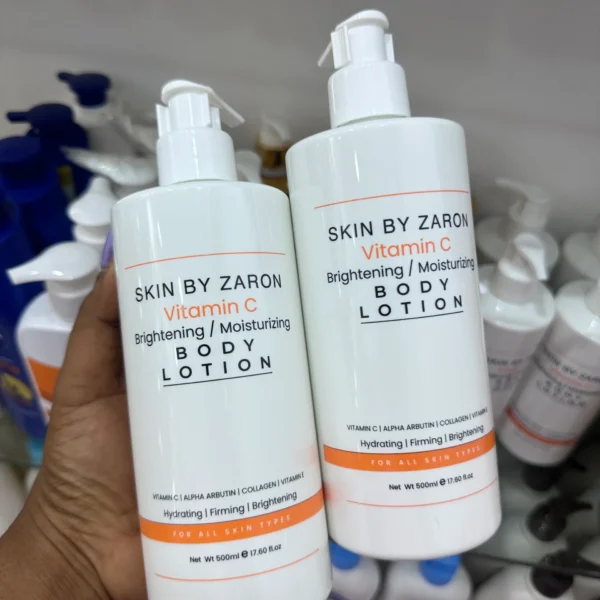 SKIN BY ZARON
Vitamin C
Brightening / Moisturizing
BODY
LOTION
VITAMIN C | ALPHA ARBUTIN | COLLAGEN | VITAMIN E
Hydrating | Firming | Brightening
FOR ALL SKIN TYPES
Net Wt 500ml e 17.60 fl.oz
SKIN BY ZARON
Vitamin C
Brightening / Moisturizing
BODY
LOTION
VITAMIN C | ALPHA ARBUTIN | COLLAGEN | VITAMIN E
Hydrating | Firming | Brightening
FOR ALL SKIN TYPES
Net Wt 500ml e 17.60 fl.oz